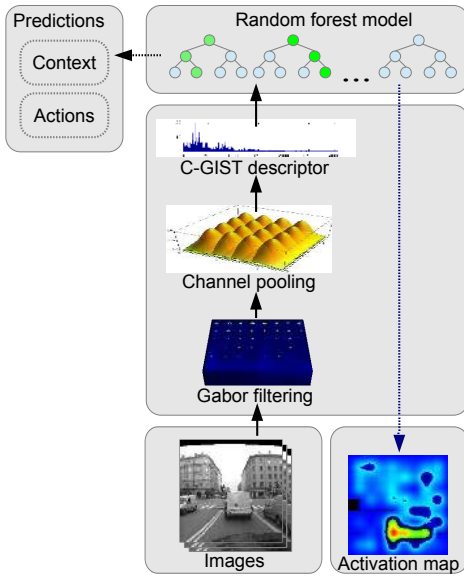 Predictions
Context
Actions
Random forest model
C-GIST descriptor
Channel pooling
Gabor filtering
Images
Activation map